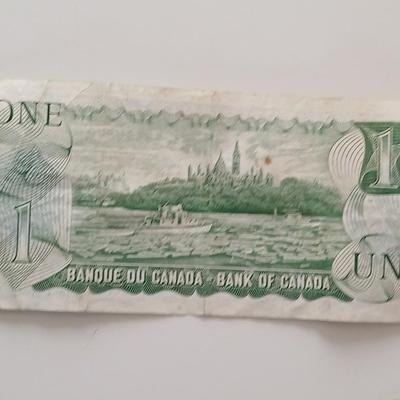 ONE
1
1
BANQUE DU CANADA - BANK OF CANADA
UN